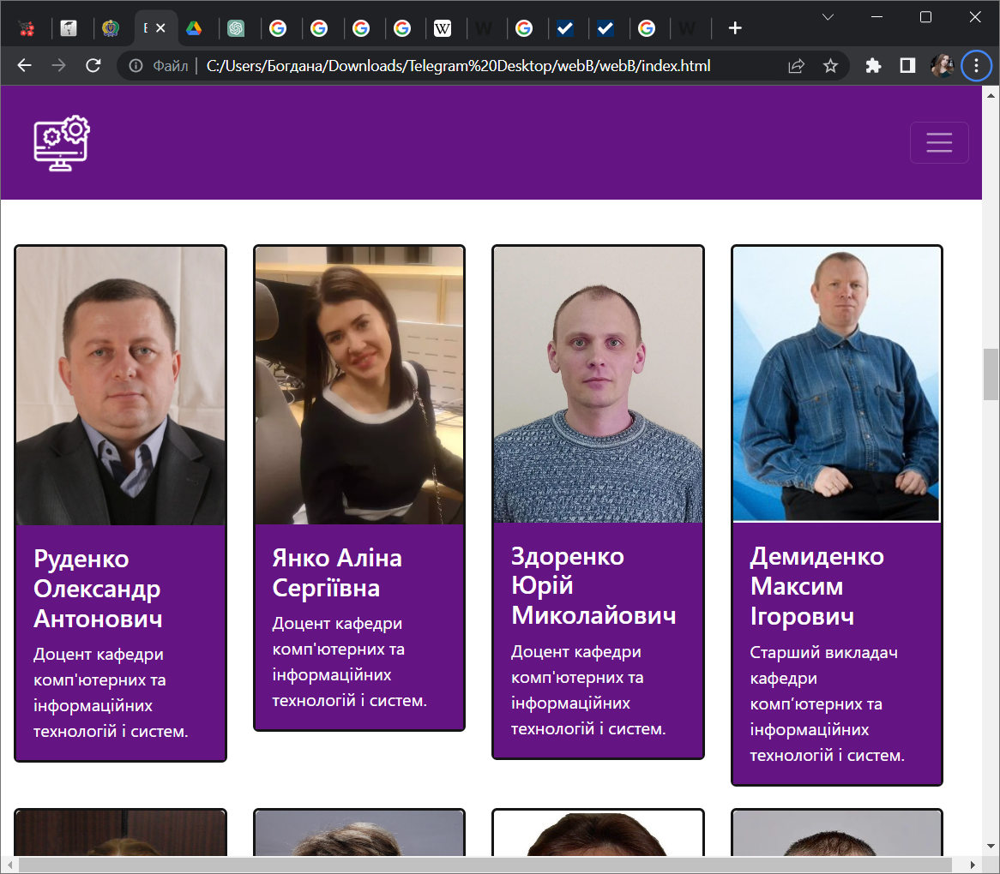 E
W
W
W
Файл
C:/Users/Богдана/Downloads/Telegram%20Desktop/webB/webB/index.html
Руденко
Олександр
Антонович
Доцент кафедри
комп'ютерних та
інформаційних
технологій і систем.
Янко Аліна
Сергіївна
Доцент кафедри
комп'ютерних та
інформаційних
технологій і систем.
Здоренко
Юрій
Миколайович
Доцент кафедри
комп'ютерних та
інформаційних
технологій і систем.
Демиденко
Максим
Ігорович
Старший викладач
кафедри
комп’ютерних та
інформаційних
технологій і систем.